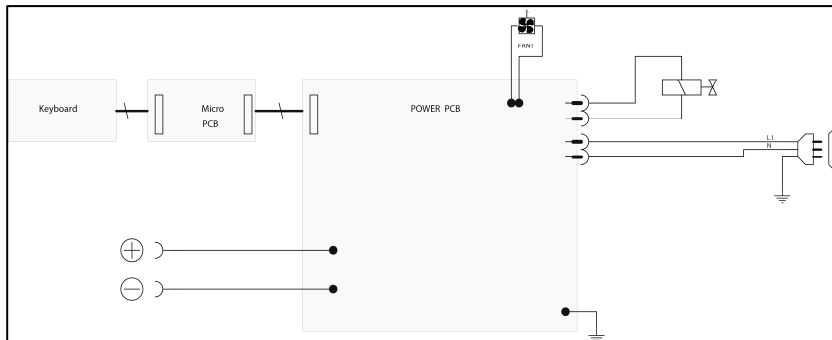 FAN1
Keyboard
Micro
PCB
POWER PCB
L1
N